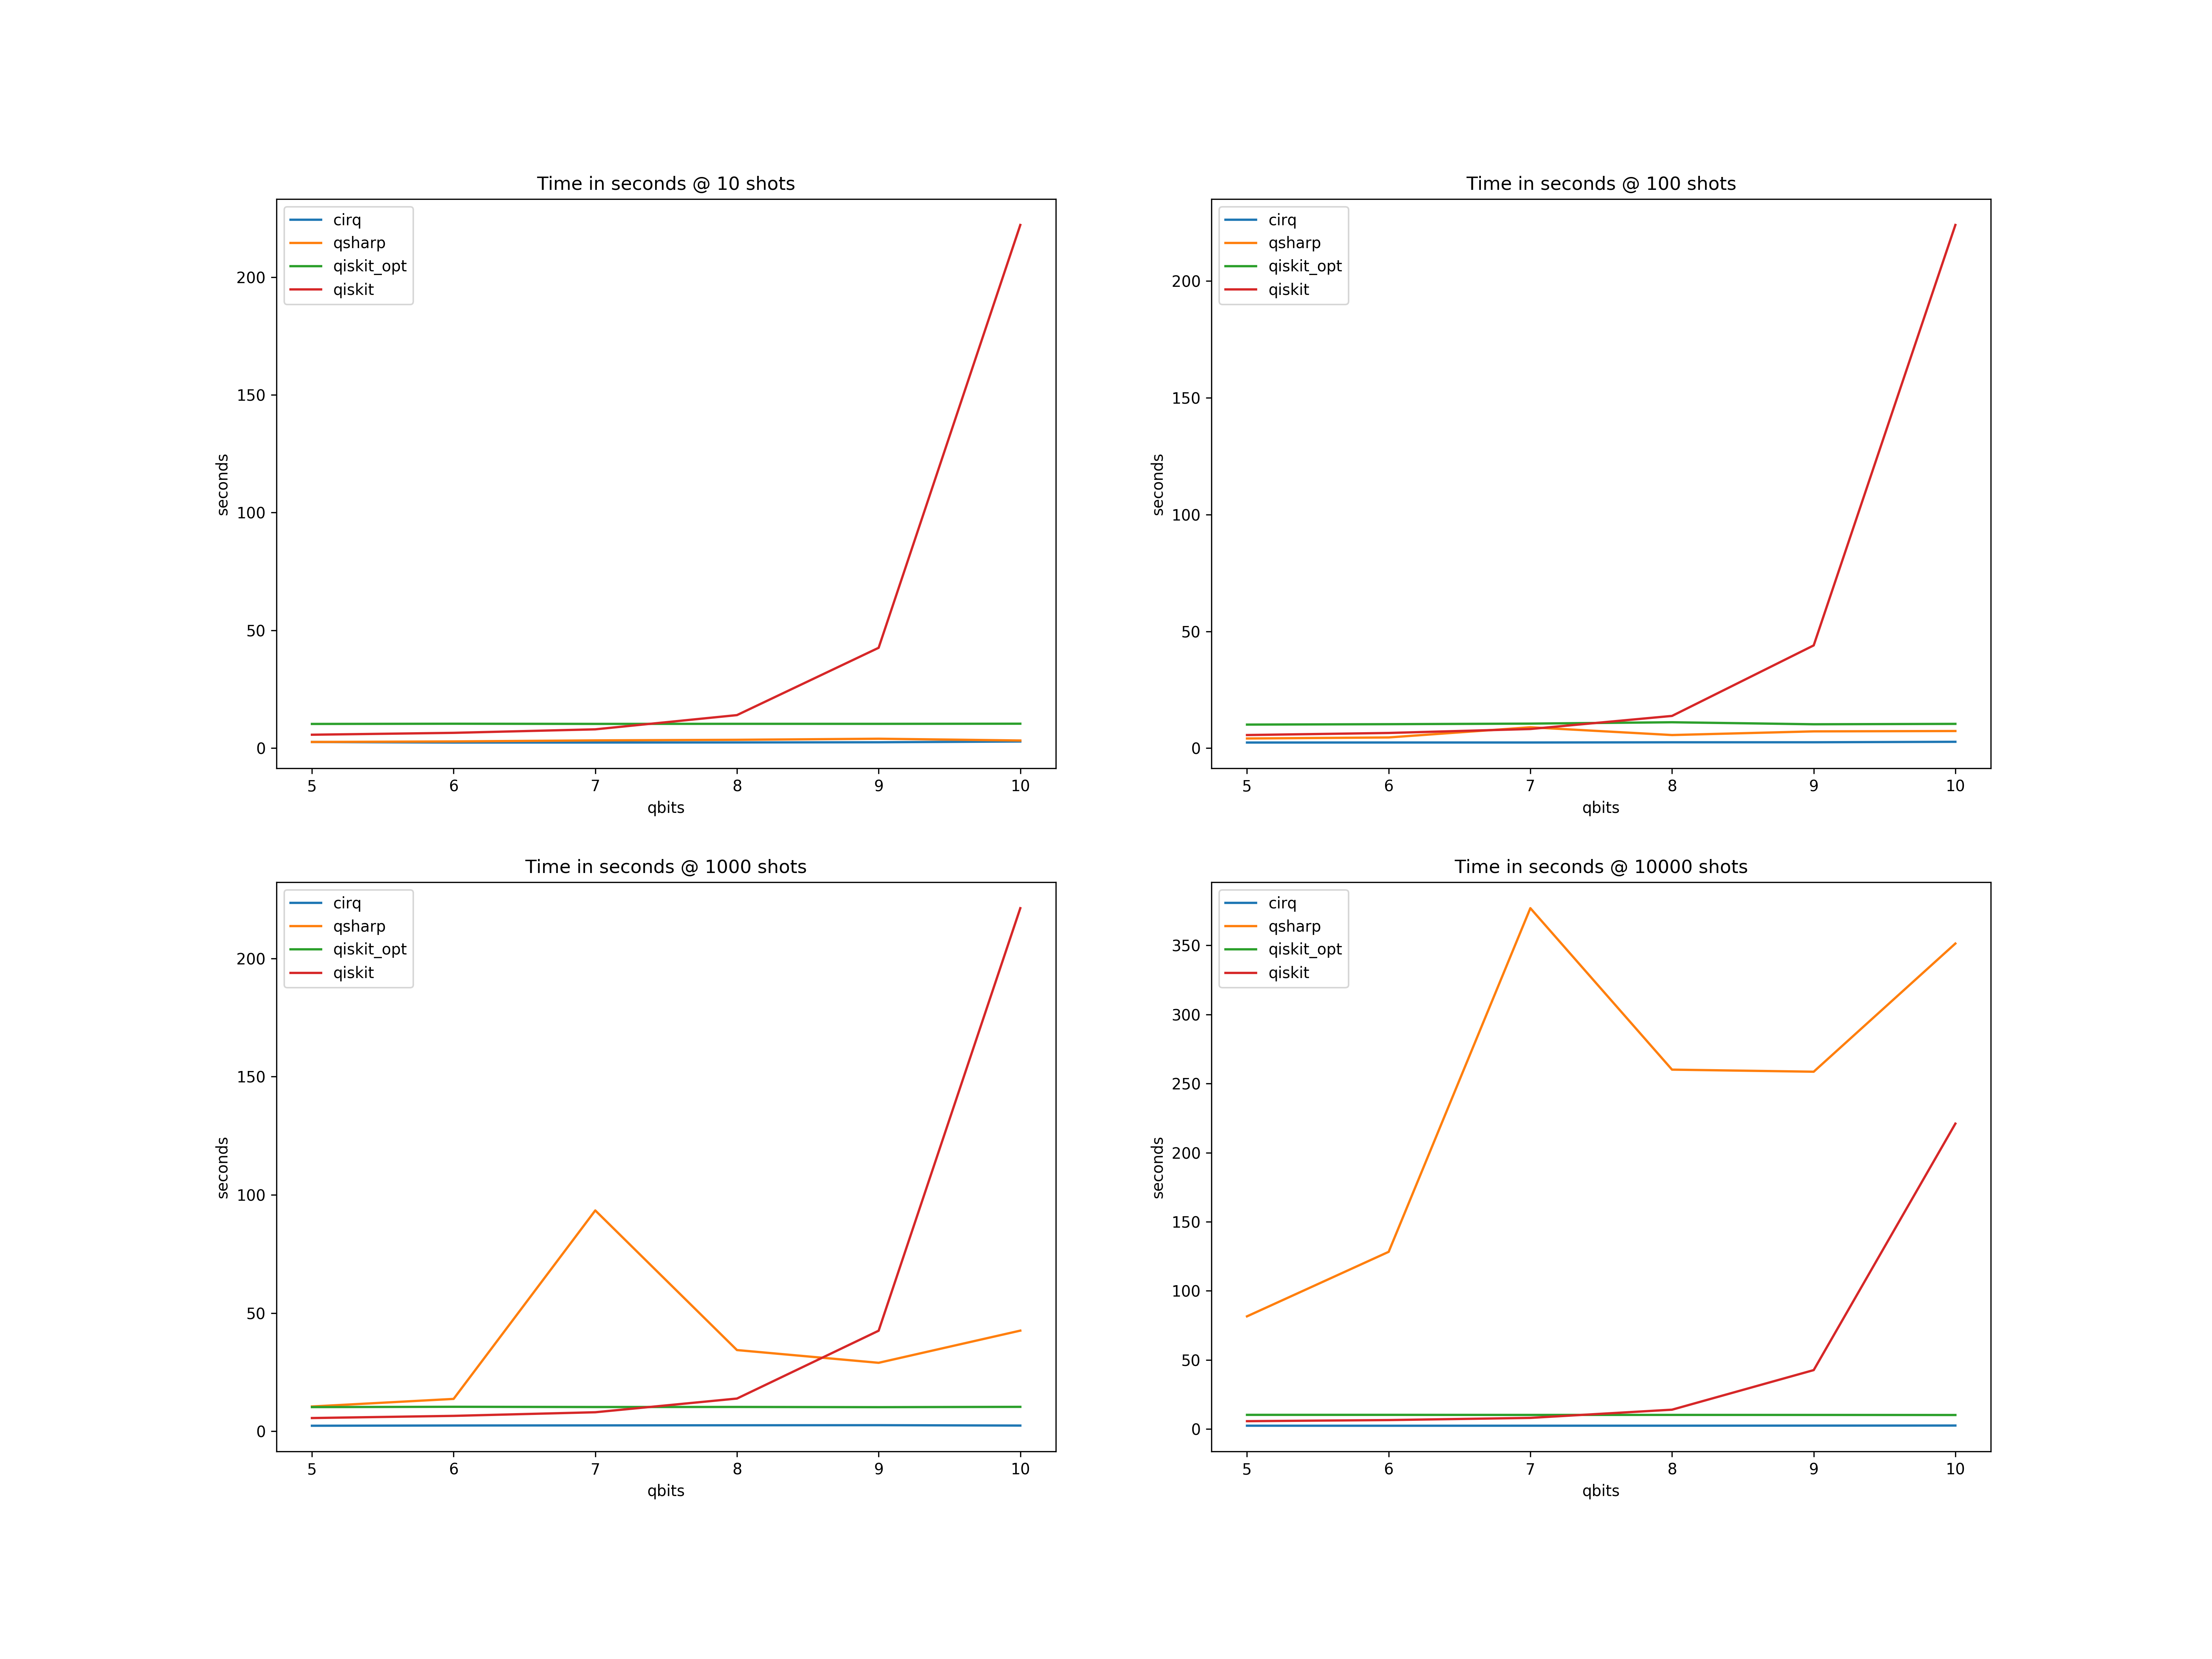 Time in seconds @ 10 shots
cirq
qsharp
qiskit_opt
qiskit
200
150
100
50
0
seconds
5 6 7 8 9 10
qbits
Time in seconds @ 100 shots
cirq
qsharp
qiskit_opt
qiskit
200
150
100
50
0
seconds
5 6 7 8 9 10
qbits
Time in seconds @ 1000 shots
cirq
qsharp
qiskit_opt
qiskit
200
150
100
50
0
seconds
5 6 7 8 9 10
qbits
Time in seconds @ 10000 shots
cirq
qsharp
qiskit_opt
qiskit
350
300
250
200
150
100
50
0
seconds
5 6 7 8 9 10
qbits